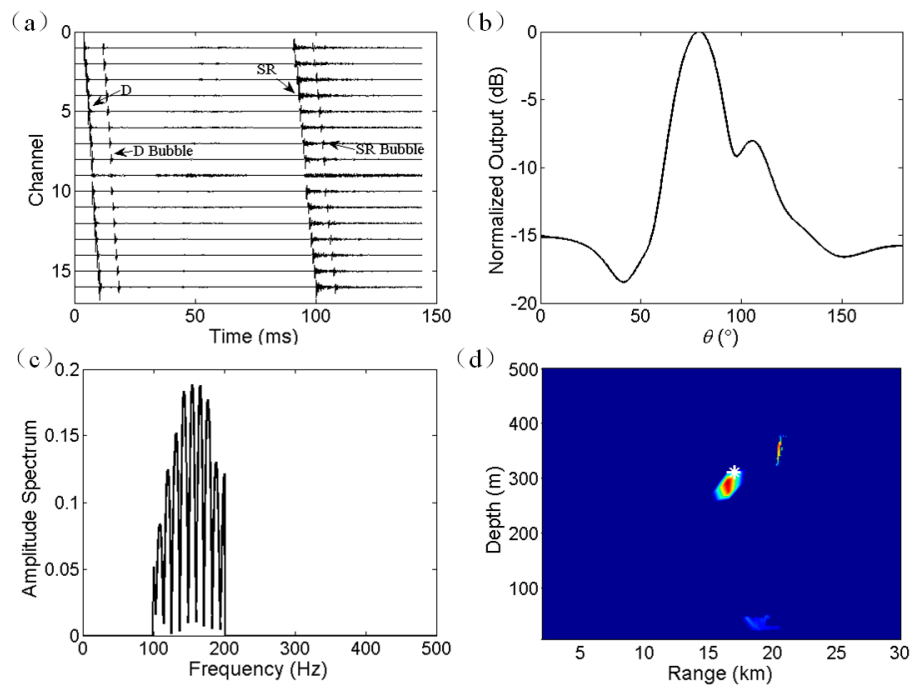 (a)
0
5
10
15
Channel
D
D Bubble
SR
SR Bubble
0
50
100
150
Time (ms)
(b)
0
-5
-10
-15
-20
Normalized Output (dB)
0
50
100
150
θ (°)
(c)
0.2
0.15
0.1
0.05
0
Amplitude Spectrum
0
100
200
300
400
500
Frequency (Hz)
(d)
500
400
300
200
100
Depth (m)
5
10
15
20
25
30
Range (km)